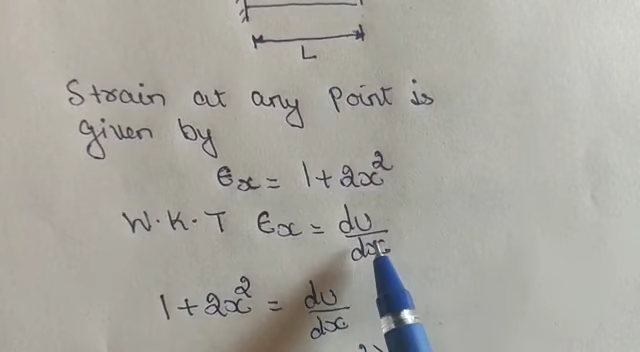 L
Strain at any point is
given by
ϵx = 1 + 2x²
W.K.T ϵx = du/dx
1 + 2x² = du/dx